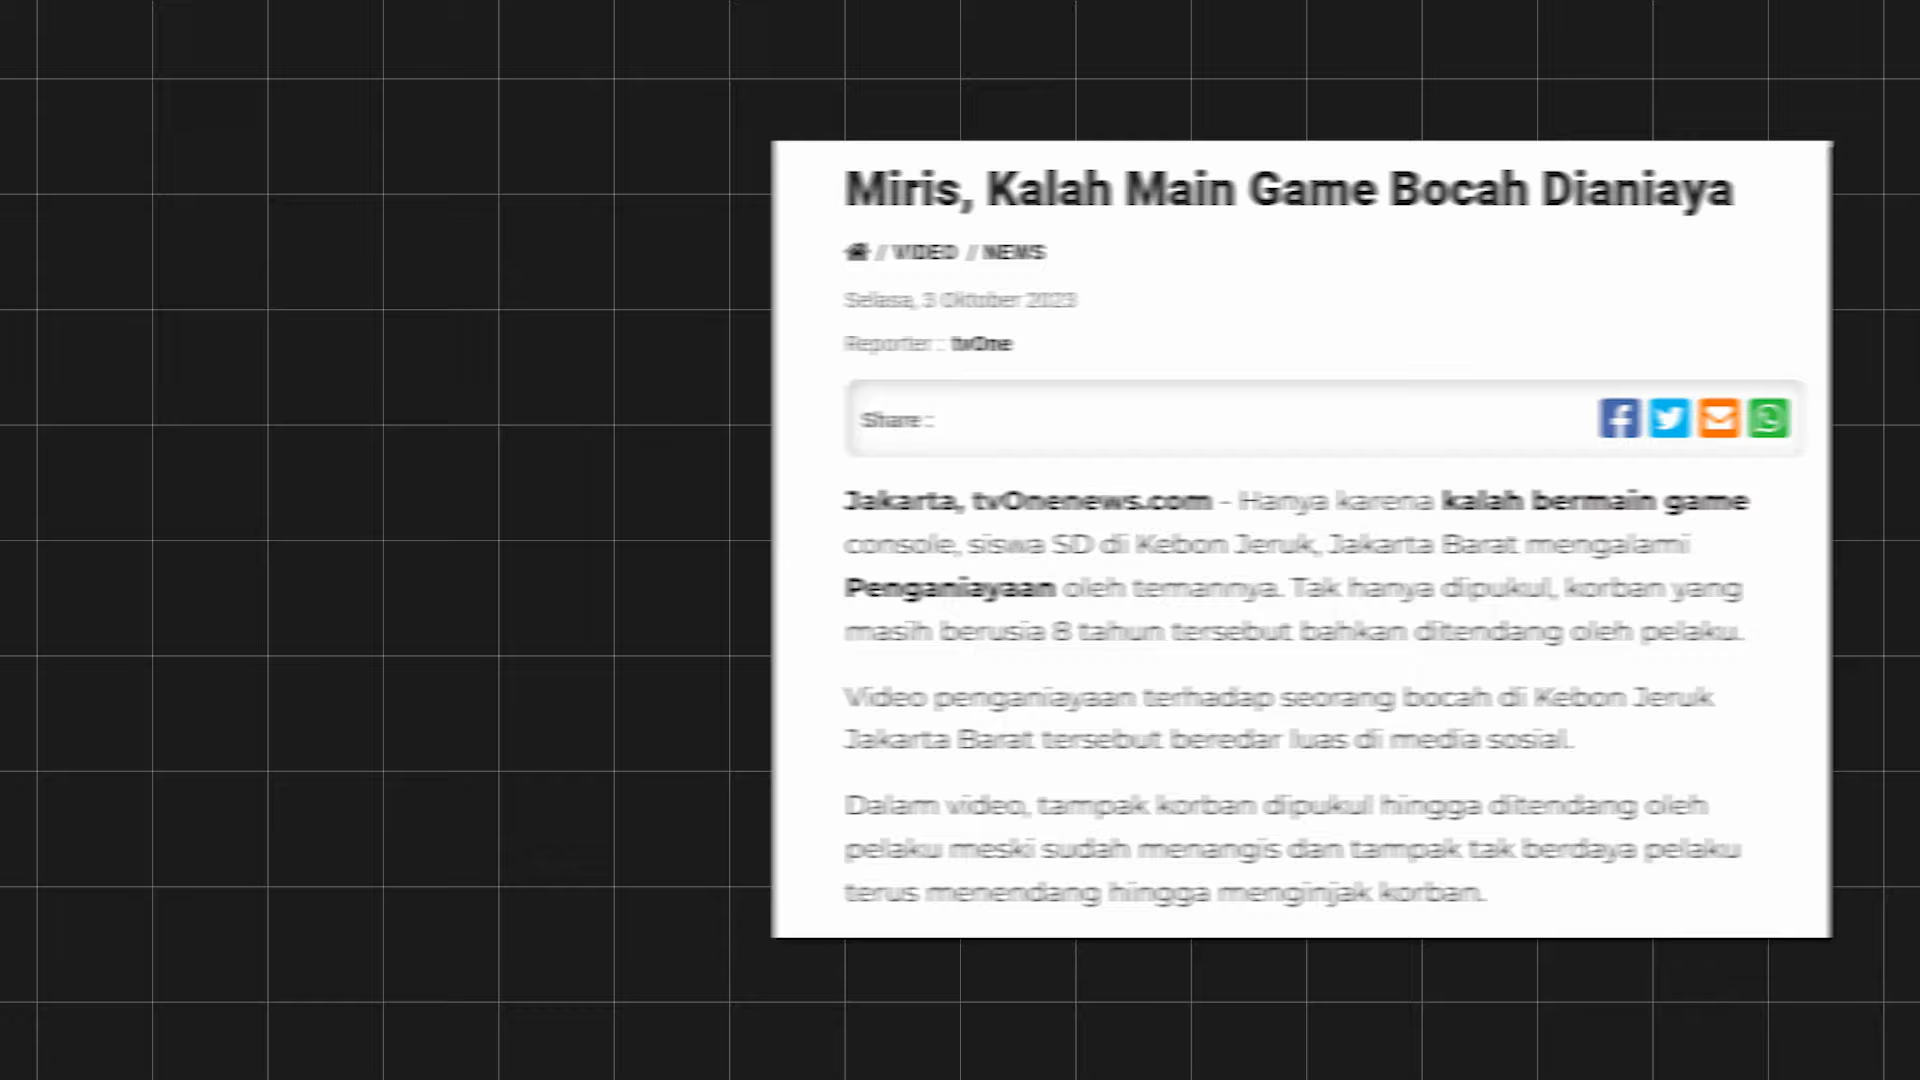 Miris, Kalah Main Game Bocah Dianiaya
/ VIDEO / NEWS
Selasa, 3 Oktober 2023
Reporter : tvOne
Share :
Jakarta, tvOnenews.com - Hanya karena kalah bermain game
console, siswa SD di Kebon Jeruk, Jakarta Barat mengalami
Penganiayaan oleh temannya. Tak hanya dipukul, korban yang
masih berusia 8 tahun tersebut bahkan ditendang oleh pelaku.
Video penganiayaan terhadap seorang bocah di Kebon Jeruk
Jakarta Barat tersebut beredar luas di media sosial.
Dalam video, tampak korban dipukul hingga ditendang oleh
pelaku meski sudah menangis dan tampak tak berdaya pelaku
terus menendang hingga menginjak korban.